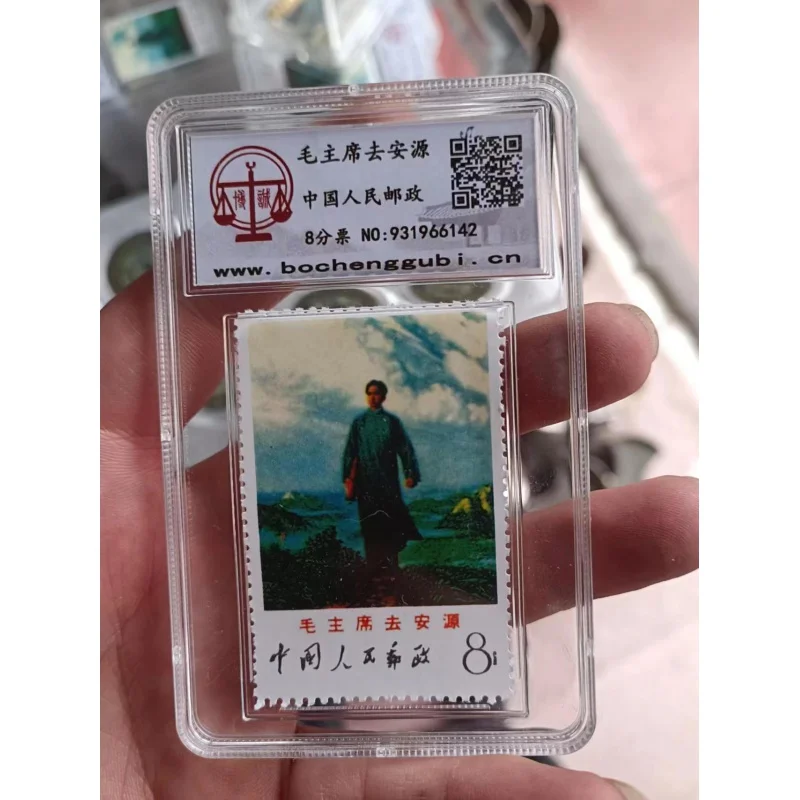 毛主席去安源
中国人民邮政
8分票 NO:931966142
博 誠
www.bochenggubi.cn
毛主席去安源
中国人民邮政 8分